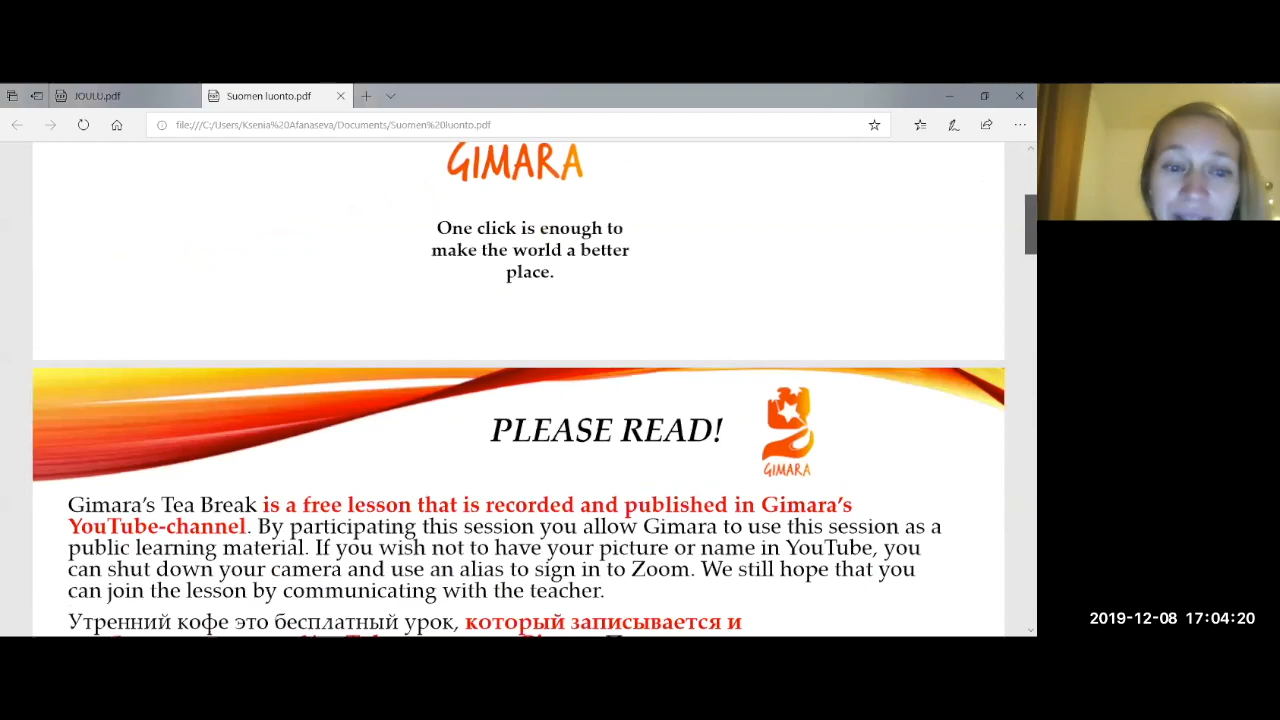 JOULU.pdf
Suomen luonto.pdf
file:///C:/Users/Ksenia%20Afanaseva/Documents/Suomen%20luonto.pdf
GIMARA
One click is enough to
make the world a better
place.
PLEASE READ!
GIMARA
Gimara's Tea Break is a free lesson that is recorded and published in Gimara's
YouTube-channel. By participating this session you allow Gimara to use this session as a
public learning material. If you wish not to have your picture or name in YouTube, you
can shut down your camera and use an alias to sign in to Zoom. We still hope that you
can join the lesson by communicating with the teacher.
Утренний кофе это бесплатный урок, который записывается и
2019-12-08 17:04:20